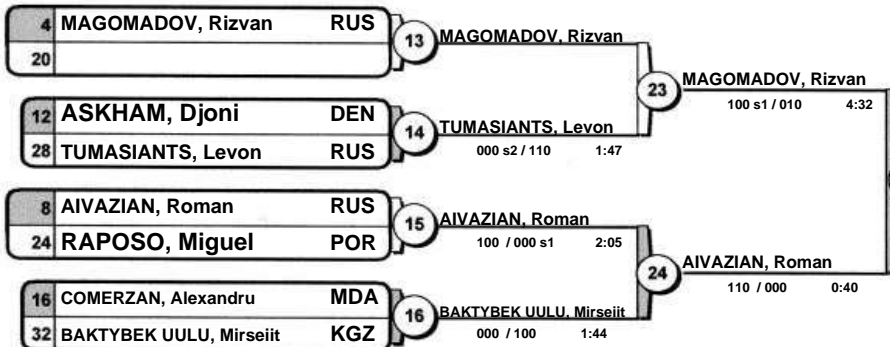 4 MAGOMADOV, Rizvan RUS
20
13 MAGOMADOV, Rizvan
12 ASKHAM, Djoni DEN
28 TUMASIANTS, Levon RUS
14 TUMASIANTS, Levon
000 s2 / 110 1:47
23 MAGOMADOV, Rizvan
100 s1 / 010 4:32
8 AIVAZIAN, Roman RUS
24 RAPOSO, Miguel POR
15 AIVAZIAN, Roman
100 / 000 s1 2:05
16 COMERZAN, Alexandru MDA
32 BAKTYBEK UULU, Mirseiit KGZ
16 BAKTYBEK UULU, Mirseiit
000 / 100 1:44
24 AIVAZIAN, Roman
110 / 000 0:40